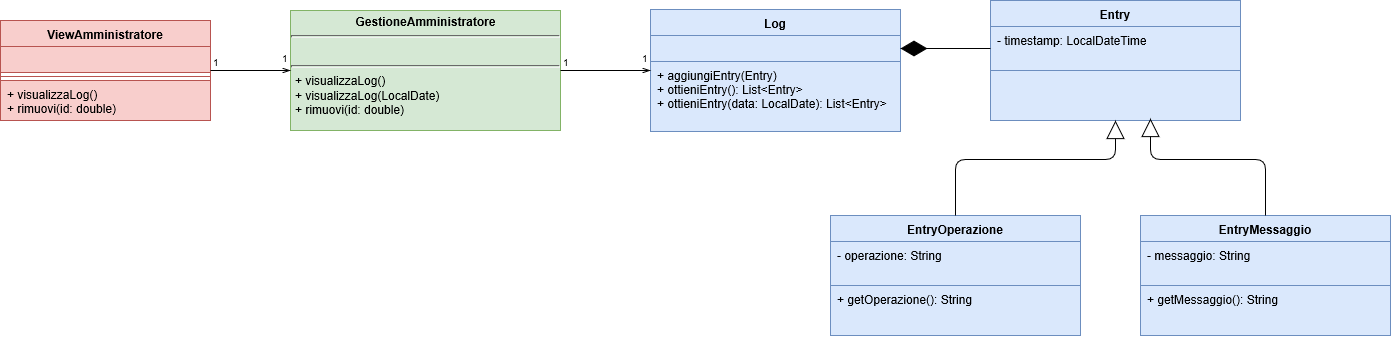 ViewAmministratore
+ visualizzaLog()
+ rimuovi(id: double)
1
1
GestioneAmministratore
+ visualizzaLog()
+ visualizzaLog(LocalDate)
+ rimuovi(id: double)
1
1
Log
+ aggiungiEntry(Entry)
+ ottieniEntry(): List<Entry>
+ ottieniEntry(data: LocalDate): List<Entry>
Entry
- timestamp: LocalDateTime
EntryOperazione
- operazione: String
+ getOperazione(): String
EntryMessaggio
- messaggio: String
+ getMessaggio(): String